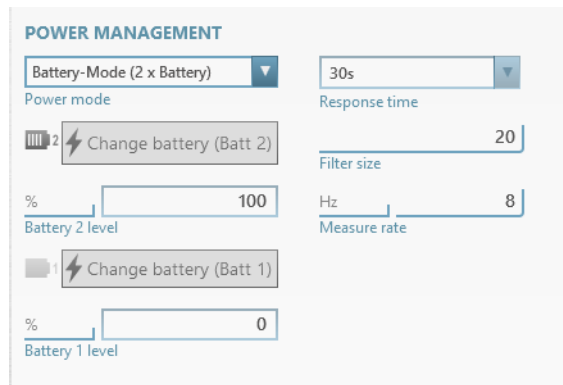 POWER MANAGEMENT
Battery-Mode (2 x Battery)
Power mode
2 Change battery (Batt 2)
% 100
Battery 2 level
1 Change battery (Batt 1)
% 0
Battery 1 level
30s
Response time
20
Filter size
Hz 8
Measure rate